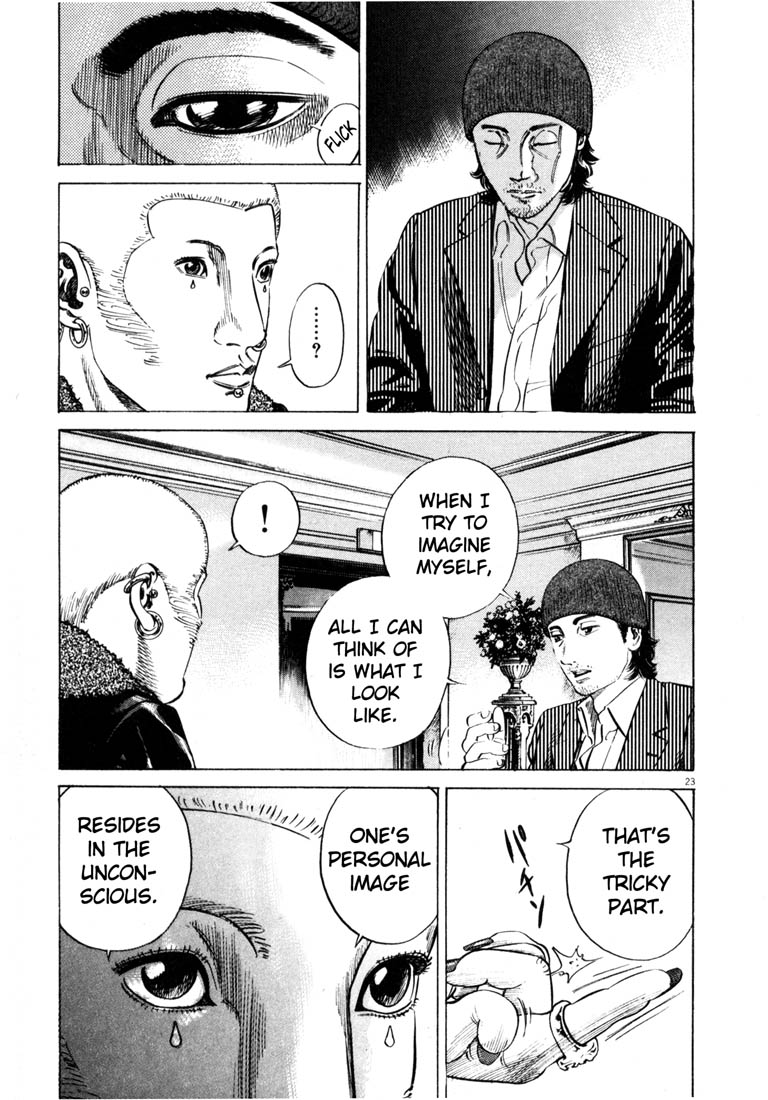 FLICK
......?
WHEN I
TRY TO
IMAGINE
MYSELF,
!
ALL I CAN
THINK OF
IS WHAT I
LOOK
LIKE.
23
THAT'S
THE
TRICKY
PART.
パチン
ONE'S
PERSONAL
IMAGE
RESIDES
IN THE
UNCON-
SCIOUS.